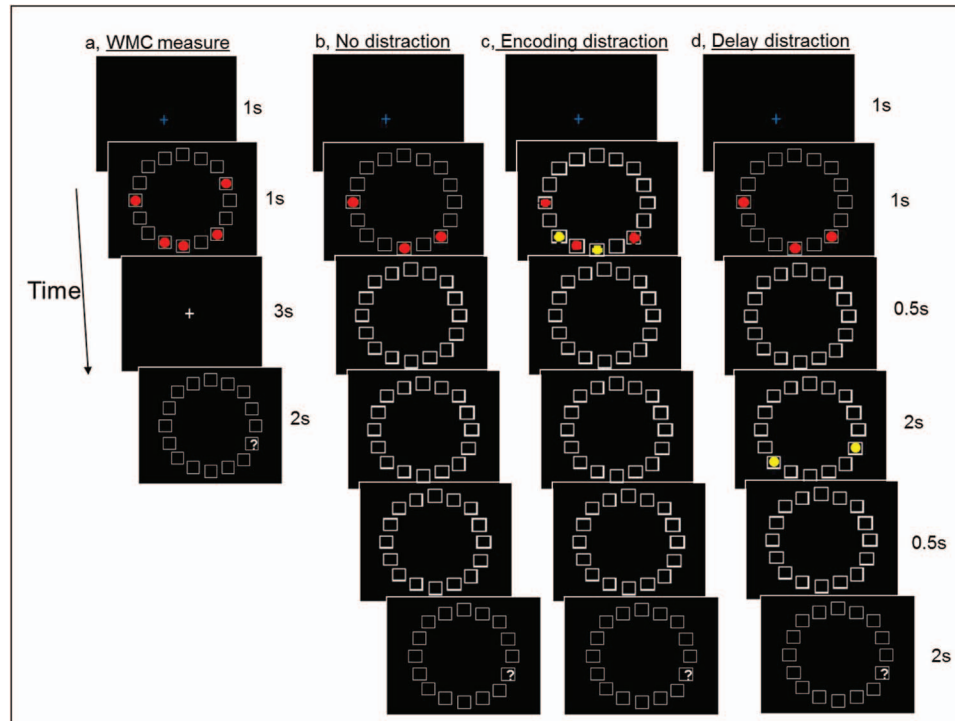 a, WMC measure
b, No distraction
c, Encoding distraction
d, Delay distraction
1s
1s
1s
1s
Time
3s
0.5s
2s
?
2s
0.5s
? ? ?
2s